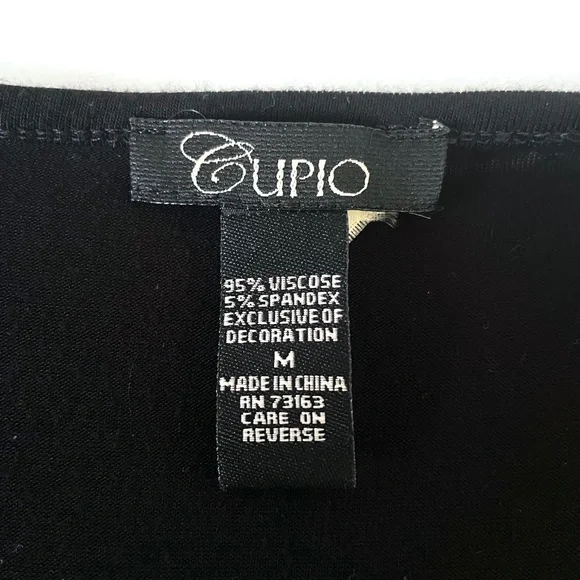 CUPIO
95% VISCOSE
5% SPANDEX
EXCLUSIVE OF
DECORATION
M
MADE IN CHINA
RN 73163
CARE ON
REVERSE